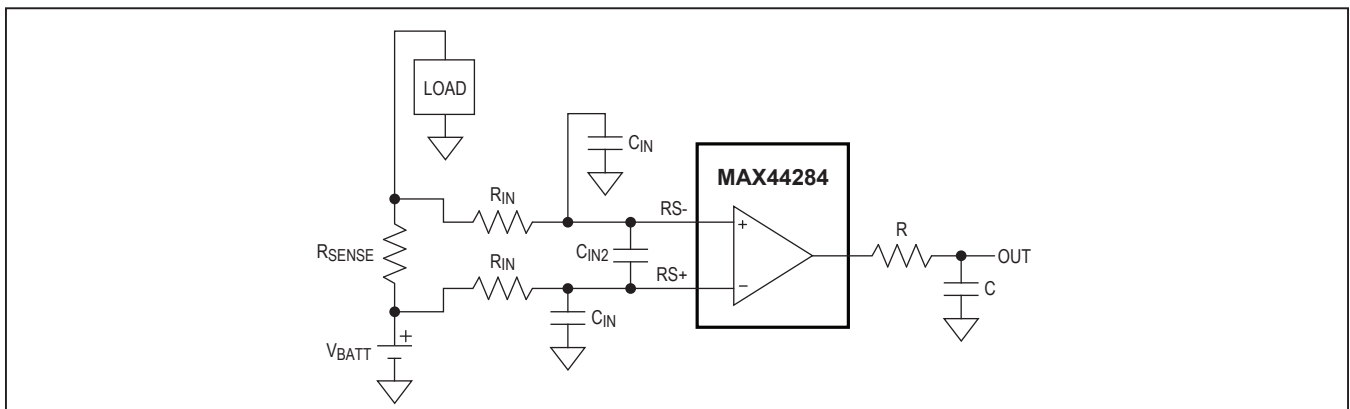 LOAD
C_IN
MAX44284
R_IN
RS-
+
R
R_SENSE
C_IN2
OUT
R_IN
RS+
−
C
C_IN
V_BATT
+